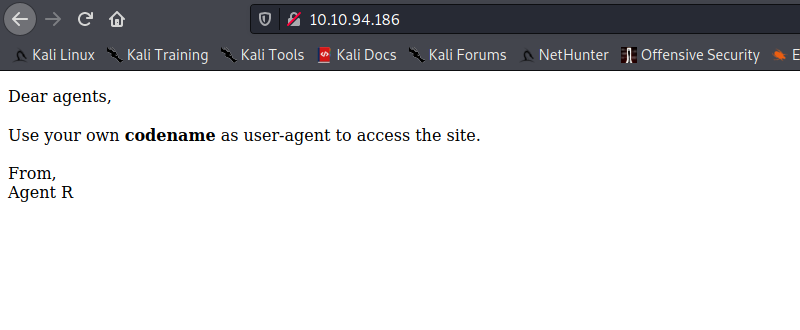 10.10.94.186
Kali Linux Kali Training Kali Tools Kali Docs Kali Forums NetHunter Offensive Security E
Dear agents,
Use your own codename as user-agent to access the site.
From,
Agent R